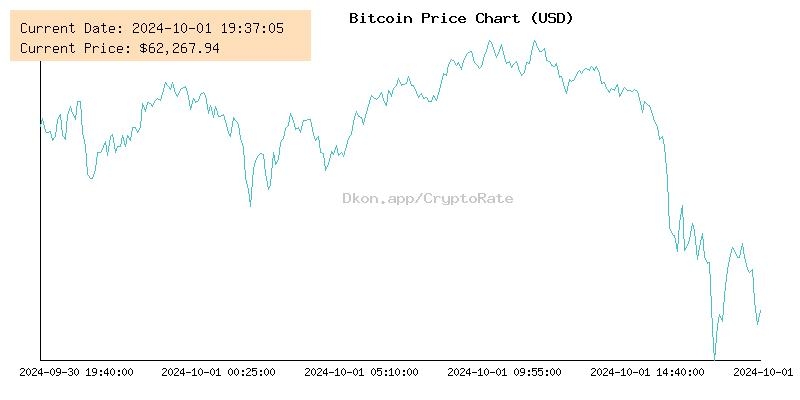 Bitcoin Price Chart (USD)
Current Date: 2024-10-01 19:37:05
Current Price: $62,267.94
Dkon.app/CryptoRate
2024-09-30 19:40:00 2024-10-01 00:25:00 2024-10-01 05:10:00 2024-10-01 09:55:00 2024-10-01 14:40:00 2024-10-01